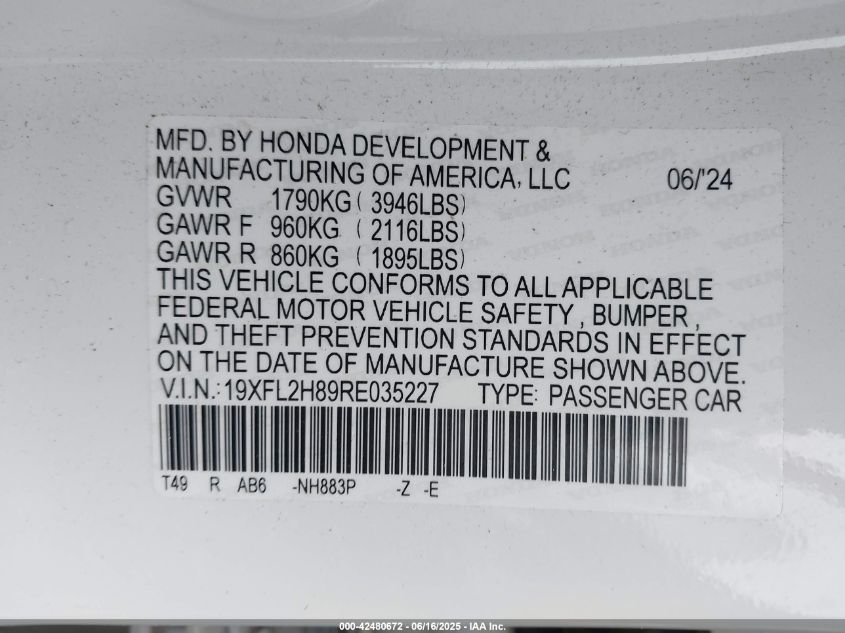 MFD. BY HONDA DEVELOPMENT &
MANUFACTURING OF AMERICA, LLC 06/'24
GVWR 1790KG ( 3946LBS)
GAWR F 960KG ( 2116LBS)
GAWR R 860KG ( 1895LBS)
THIS VEHICLE CONFORMS TO ALL APPLICABLE
FEDERAL MOTOR VEHICLE SAFETY , BUMPER ,
AND THEFT PREVENTION STANDARDS IN EFFECT
ON THE DATE OF MANUFACTURE SHOWN ABOVE.
V.I.N.: 19XFL2H89RE035227 TYPE: PASSENGER CAR
T49 R AB6 -NH883P -Z -E
000-42480672 - 06/16/2025 - IAA Inc.